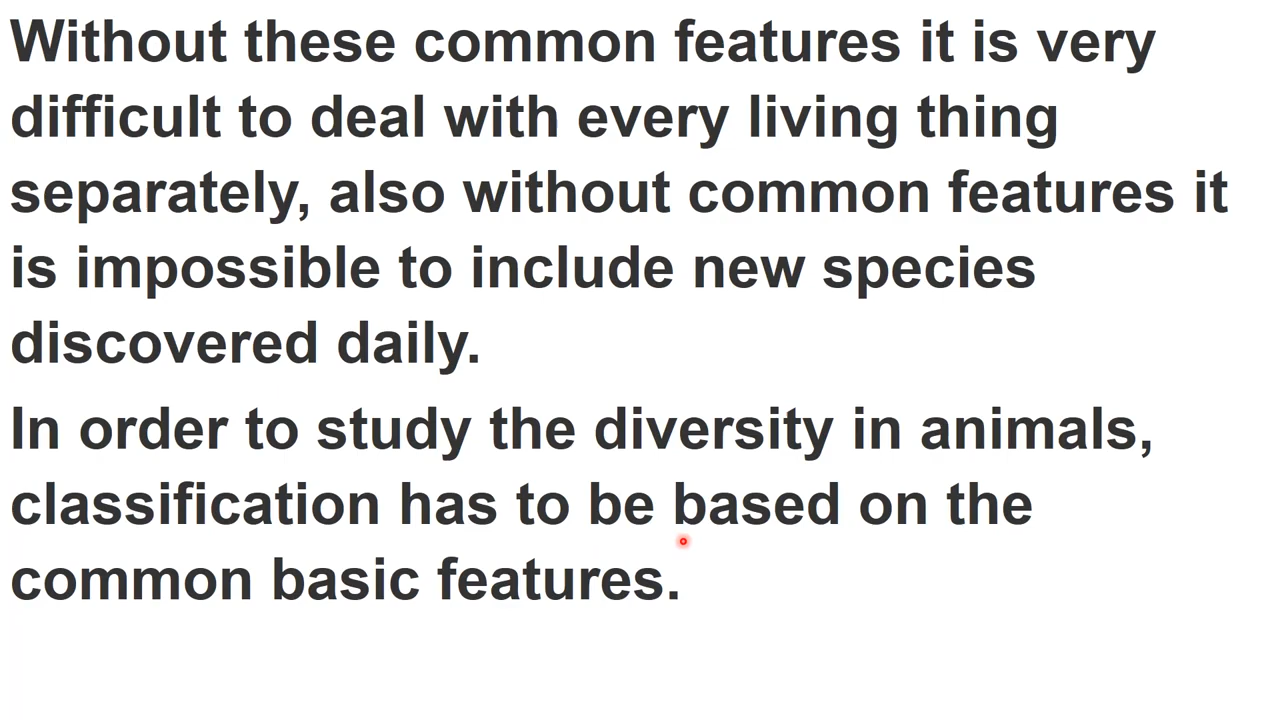 Without these common features it is very
difficult to deal with every living thing
separately, also without common features it
is impossible to include new species
discovered daily.
In order to study the diversity in animals,
classification has to be based on the
common basic features.